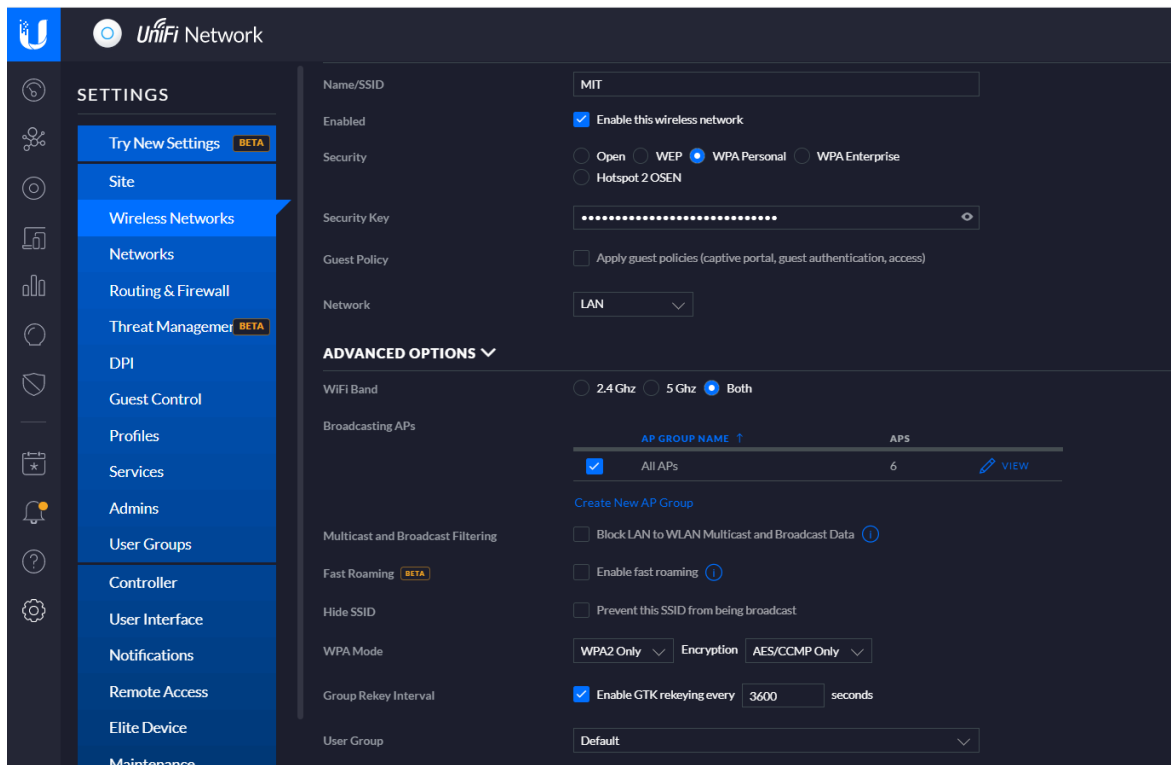 UniFi Network
SETTINGS
Try New Settings BETA
Site
Wireless Networks
Networks
Routing & Firewall
Threat Managemer BETA
DPI
Guest Control
Profiles
Services
Admins
User Groups
Controller
User Interface
Notifications
Remote Access
Elite Device
Maintenance
Name/SSID MIT
Enabled Enable this wireless network
Security Open WEP WPA Personal WPA Enterprise
Hotspot 2 OSEN
Security Key •••••••••••••••••••••••••••••
Guest Policy Apply guest policies (captive portal, guest authentication, access)
Network LAN
ADVANCED OPTIONS
WiFi Band 2.4 Ghz 5 Ghz Both
Broadcasting APs
AP GROUP NAME ↑ APS
All APs 6 VIEW
Create New AP Group
Multicast and Broadcast Filtering Block LAN to WLAN Multicast and Broadcast Data
Fast Roaming BETA Enable fast roaming
Hide SSID Prevent this SSID from being broadcast
WPA Mode WPA2 Only Encryption AES/CCMP Only
Group Rekey Interval Enable GTK rekeying every 3600 seconds
User Group Default